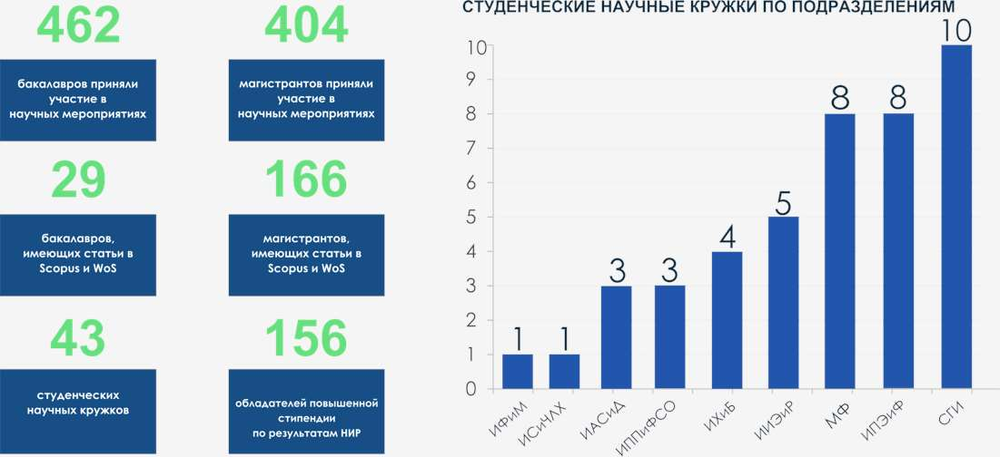 462
бакалавров приняли
участие в
научных мероприятиях
404
магистрантов приняли
участие в
научных мероприятиях
29
бакалавров,
имеющих статьи в
Scopus и WoS
166
магистрантов,
имеющих статьи в
Scopus и WoS
43
студенческих
научных кружков
156
обладателей повышенной
стипендии
по результатам НИР
СТУДЕНЧЕСКИЕ НАУЧНЫЕ КРУЖКИ ПО ПОДРАЗДЕЛЕНИЯМ
10
9
8
7
6
5
4
3
2
1
0
1
1
3
3
4
5
8
8
10
ИФиМ
ИСиЧЛХ
ИАСиД
ИППиФСО
ИХиБ
ИИЭиР
МФ
ИПЭиФ
СГИ